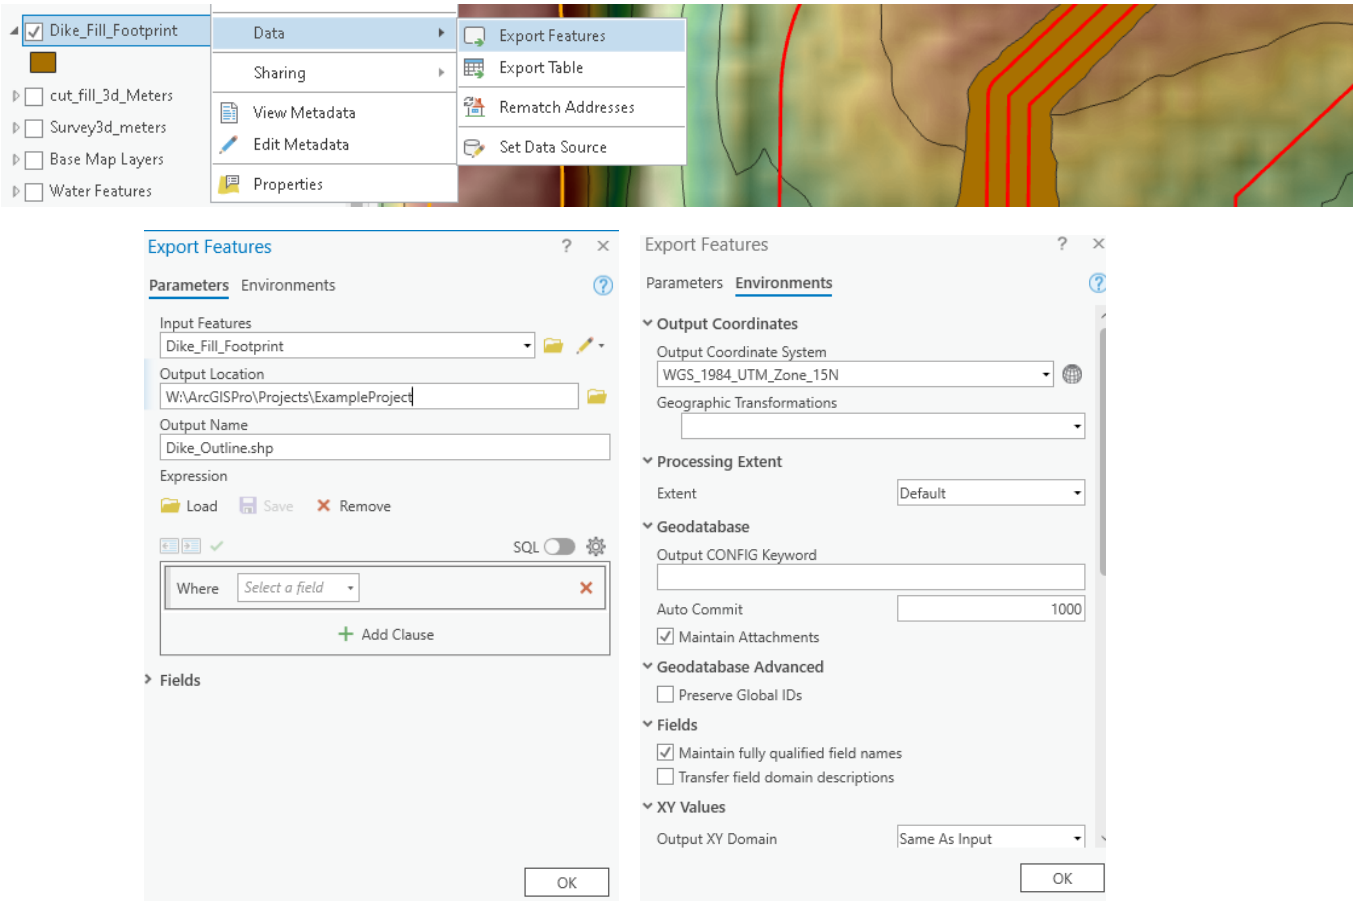 Dike_Fill_Footprint
cut_fill_3d_Meters
Survey3d_meters
Base Map Layers
Water Features
Data
Sharing
View Metadata
Edit Metadata
Properties
Export Features
Export Table
Rematch Addresses
Set Data Source
Export Features ? ×
Parameters Environments ?
Input Features
Dike_Fill_Footprint
Output Location
W:\ArcGISPro\Projects\ExampleProject
Output Name
Dike_Outline.shp
Expression
Load Save Remove
SQL
Where Select a field
Add Clause
Fields
OK
Export Features ? ×
Parameters Environments ?
Output Coordinates
Output Coordinate System
WGS_1984_UTM_Zone_15N
Geographic Transformations
Processing Extent
Extent Default
Geodatabase
Output CONFIG Keyword
Auto Commit 1000
Maintain Attachments
Geodatabase Advanced
Preserve Global IDs
Fields
Maintain fully qualified field names
Transfer field domain descriptions
XY Values
Output XY Domain Same As Input
OK